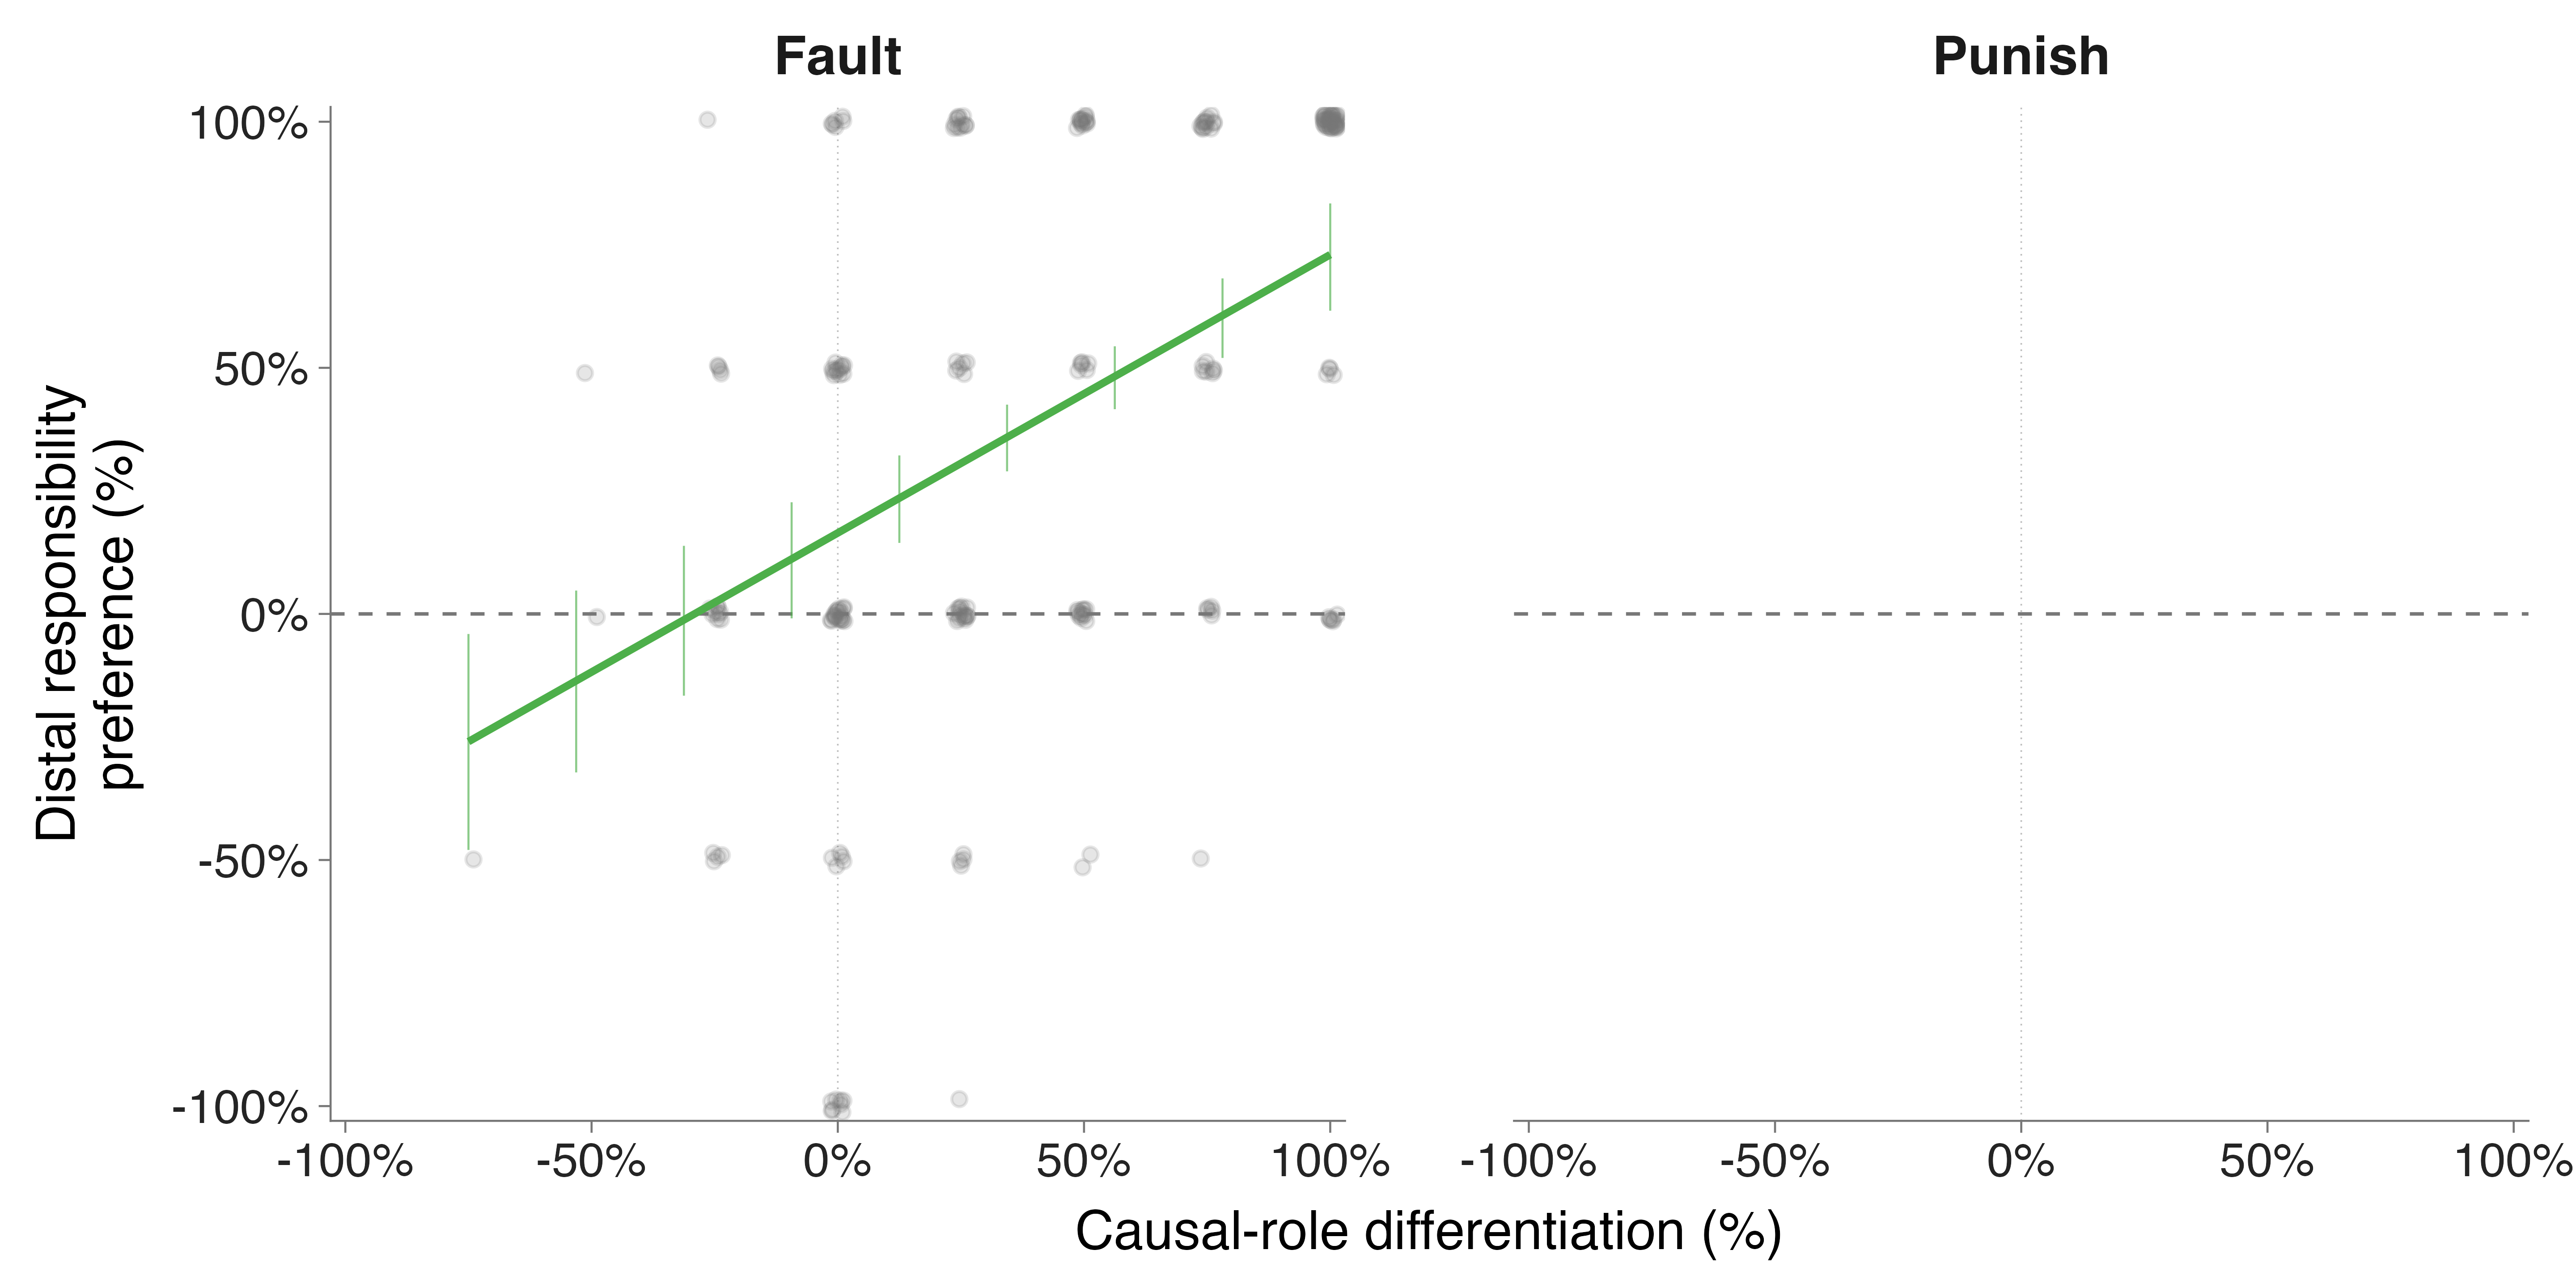 Fault
Punish
Distal responsibility
preference (%)
100%
50%
0%
-50%
-100%
-100% -50% 0% 50% 100%
-100% -50% 0% 50% 100%
Causal-role differentiation (%)